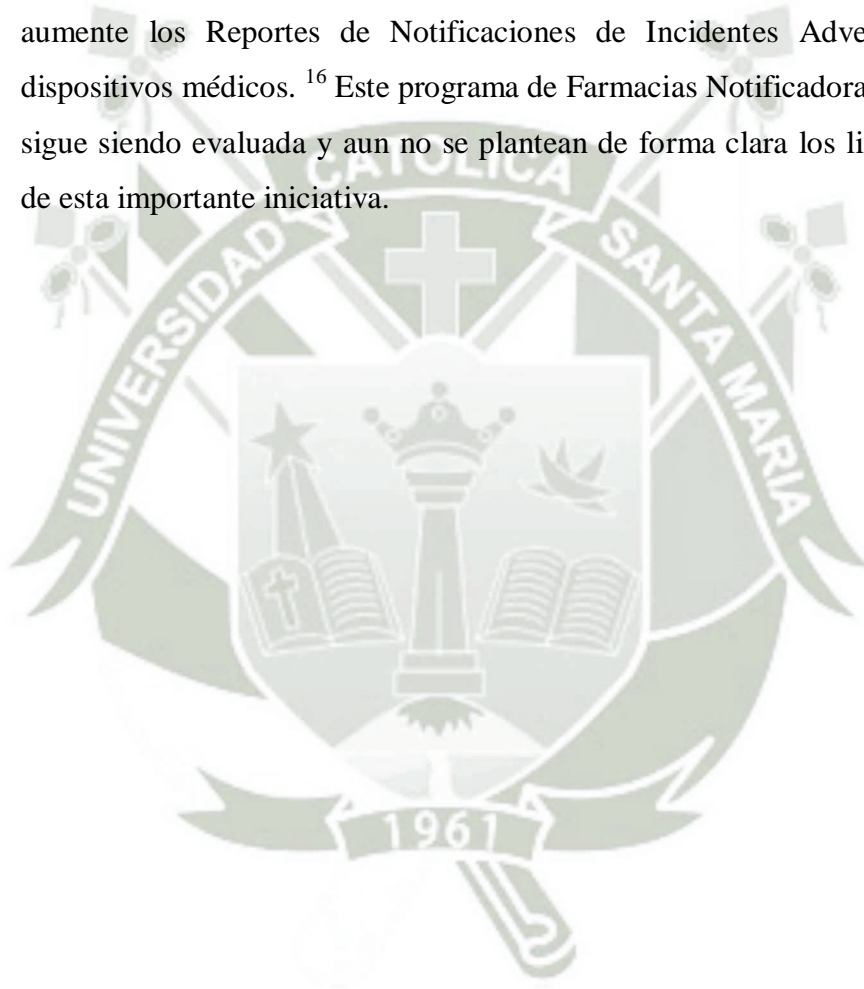 aumente los Reportes de Notificaciones de Incidentes Adve
dispositivos médicos. 16 Este programa de Farmacias Notificadora
sigue siendo evaluada y aun no se plantean de forma clara los li
de esta importante iniciativa.
UNIVERSIDAD CATOLICA SANTA MARIA
1961